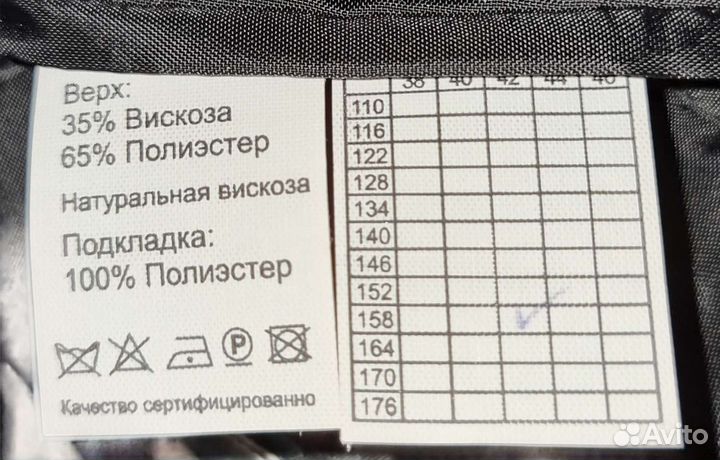 Верх:
35% Вискоза
65% Полиэстер
Натуральная вискоза
Подкладка:
100% Полиэстер
P
Качество сертифицированно
38 40 42 44 46
110
116
122
128
134
140
146
152
158
164
170
176
Avito